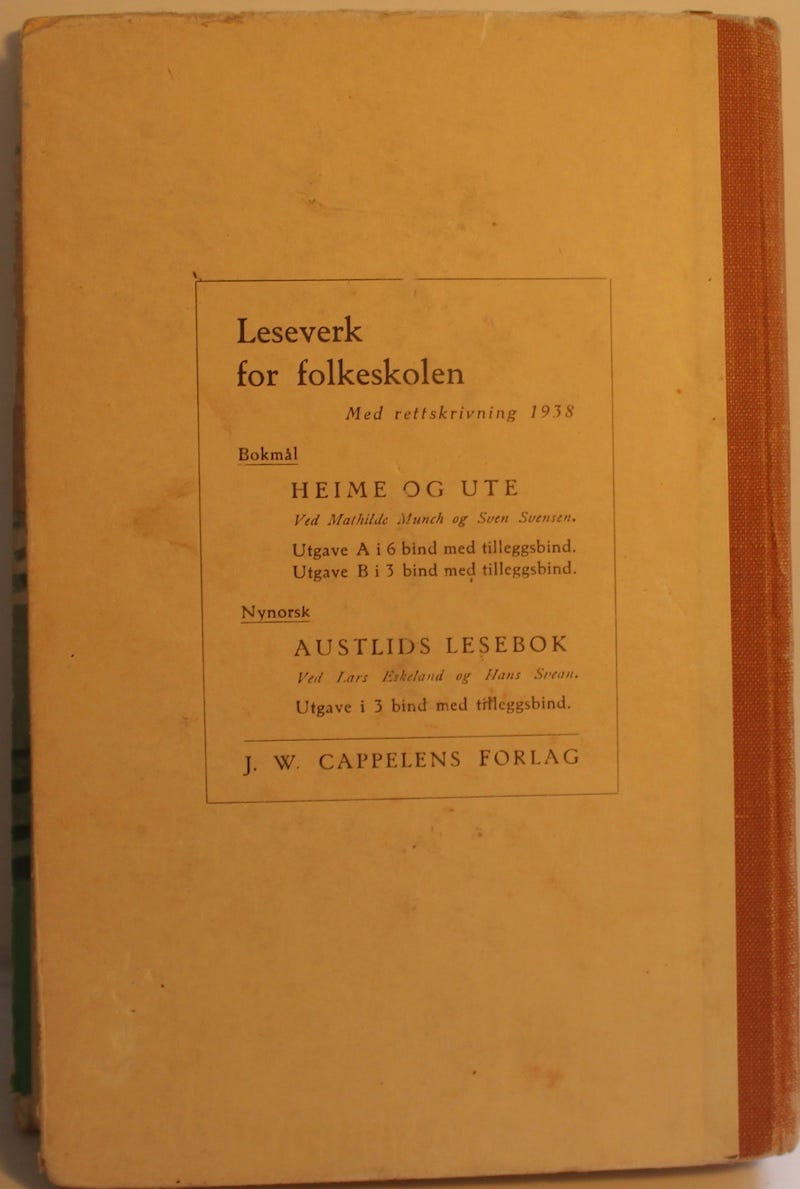 Leseverk
for folkeskolen
Med rettskrivning 1938
Bokmål
HEIME OG UTE
Ved Mathilde Munch og Sven Svensen.
Utgave A i 6 bind med tilleggsbind.
Utgave B i 3 bind med tilleggsbind.
Nynorsk
AUSTLIDS LESEBOK
Ved Lars Eskeland og Hans Svean.
Utgave i 3 bind med tilleggsbind.
J. W. CAPPELENS FORLAG